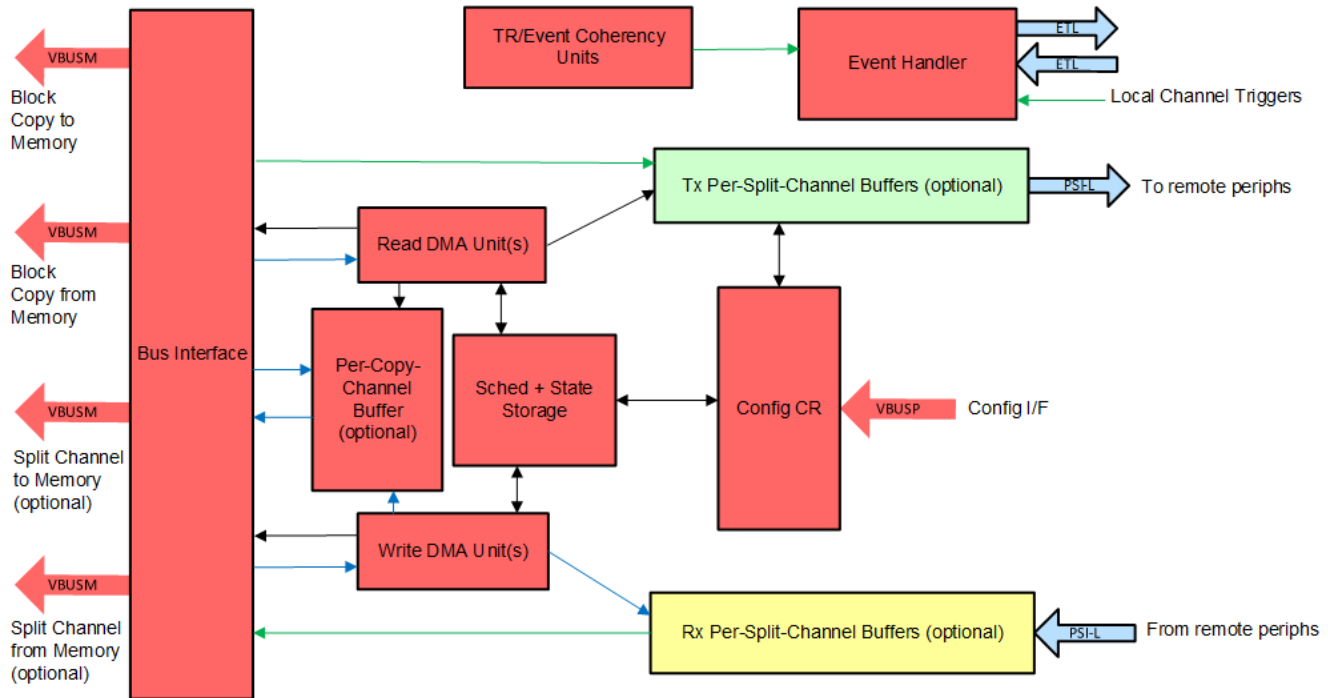 VBUSM
Block
Copy to
Memory
VBUSM
Block
Copy from
Memory
VBUSM
Split Channel
to Memory
(optional)
VBUSM
Split Channel
from Memory
(optional)
Bus Interface
TR/Event Coherency
Units
Event Handler
ETL
ETL
Local Channel Triggers
Tx Per-Split-Channel Buffers (optional)
PSI-L
To remote periphs
Read DMA Unit(s)
Per-Copy-
Channel
Buffer
(optional)
Sched + State
Storage
Config CR
VBUSP
Config I/F
Write DMA Unit(s)
Rx Per-Split-Channel Buffers (optional)
PSI-L
From remote periphs